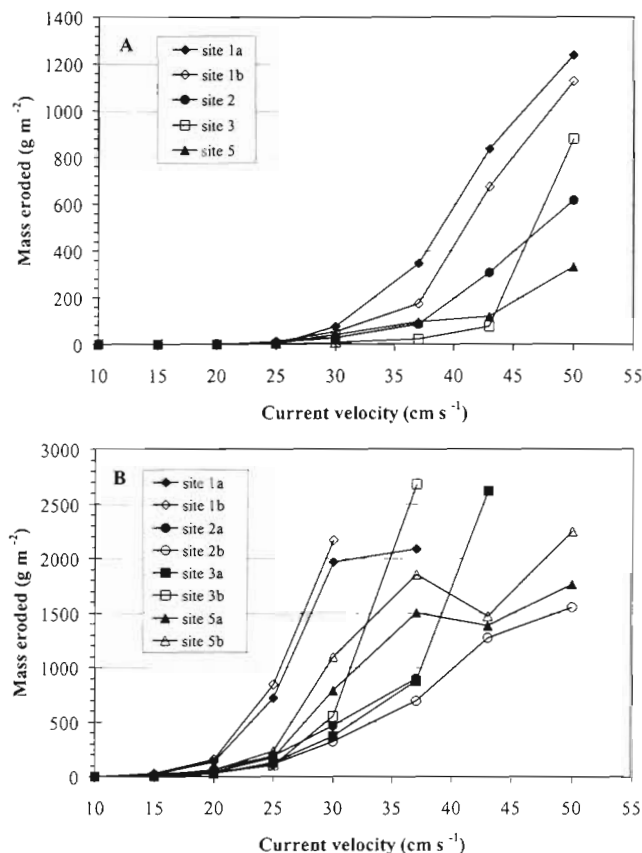 A
site 1a
site 1b
site 2
site 3
site 5
1400
1200
1000
800
600
400
200
0
Mass eroded (g m -2)
10 15 20 25 30 35 40 45 50 55
Current velocity (cm s -1)
B
site 1a
site 1b
site 2a
site 2b
site 3a
site 3b
site 5a
site 5b
3000
2500
2000
1500
1000
500
0
Mass eroded (g m -2)
10 15 20 25 30 35 40 45 50 55
Current velocity (cm s -1)